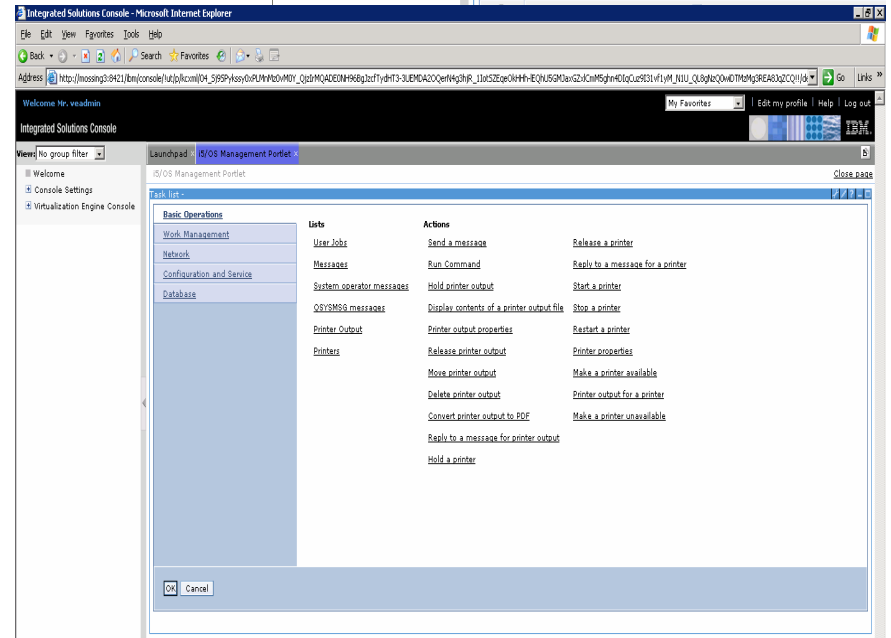 Integrated Solutions Console - Microsoft Internet Explorer
File Edit View Favorites Tools Help
Back Search Favorites
Links
Address Go
Welcome Mr. veadmin
My Favorites Edit my profile Help Log out
Integrated Solutions Console
IBM.
View: No group filter
Launchpad i5/OS Management Portlet
Welcome
i5/OS Management Portlet
Close page
Console Settings
Task list -
Virtualization Engine Console
Basic Operations
Work Management
Network
Configuration and Service
Database
Lists
User Jobs
Messages
System operator messages
QSYSMSG messages
Printer Output
Printers
Actions
Send a message
Run Command
Hold printer output
Display contents of a printer output file
Printer output properties
Release printer output
Move printer output
Delete printer output
Convert printer output to PDF
Reply to a message for printer output
Hold a printer
Release a printer
Reply to a message for a printer
Start a printer
Stop a printer
Restart a printer
Printer properties
Make a printer available
Printer output for a printer
Make a printer unavailable
OK Cancel